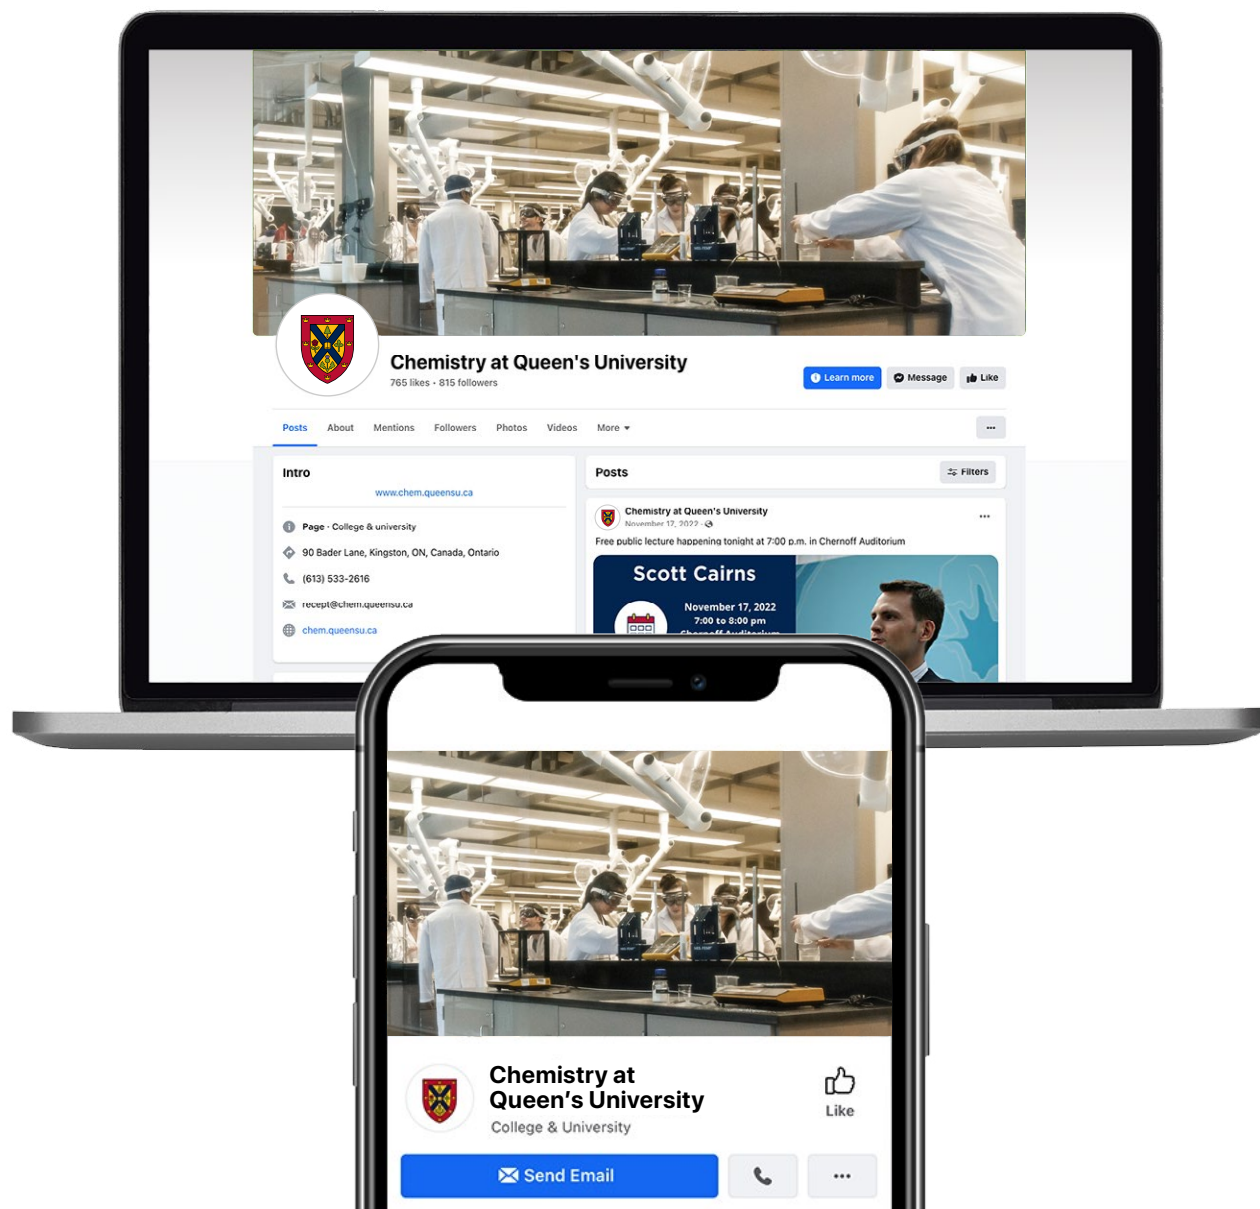 Chemistry at Queen's University
765 likes • 815 followers
Learn more
Message
Like
Posts About Mentions Followers Photos Videos More
Intro
www.chem.queensu.ca
Page · College & university
90 Bader Lane, Kingston, ON, Canada, Ontario
(613) 533-2616
recept@chem.queensu.ca
chem.queensu.ca
Posts
Filters
Chemistry at Queen's University
November 17, 2022 ·
Free public lecture happening tonight at 7:00 p.m. in Chernoff Auditorium
Scott Cairns
November 17, 2022
7:00 to 8:00 pm
Chernoff Auditorium
Chemistry at
Queen's University
College & University
Like
Send Email